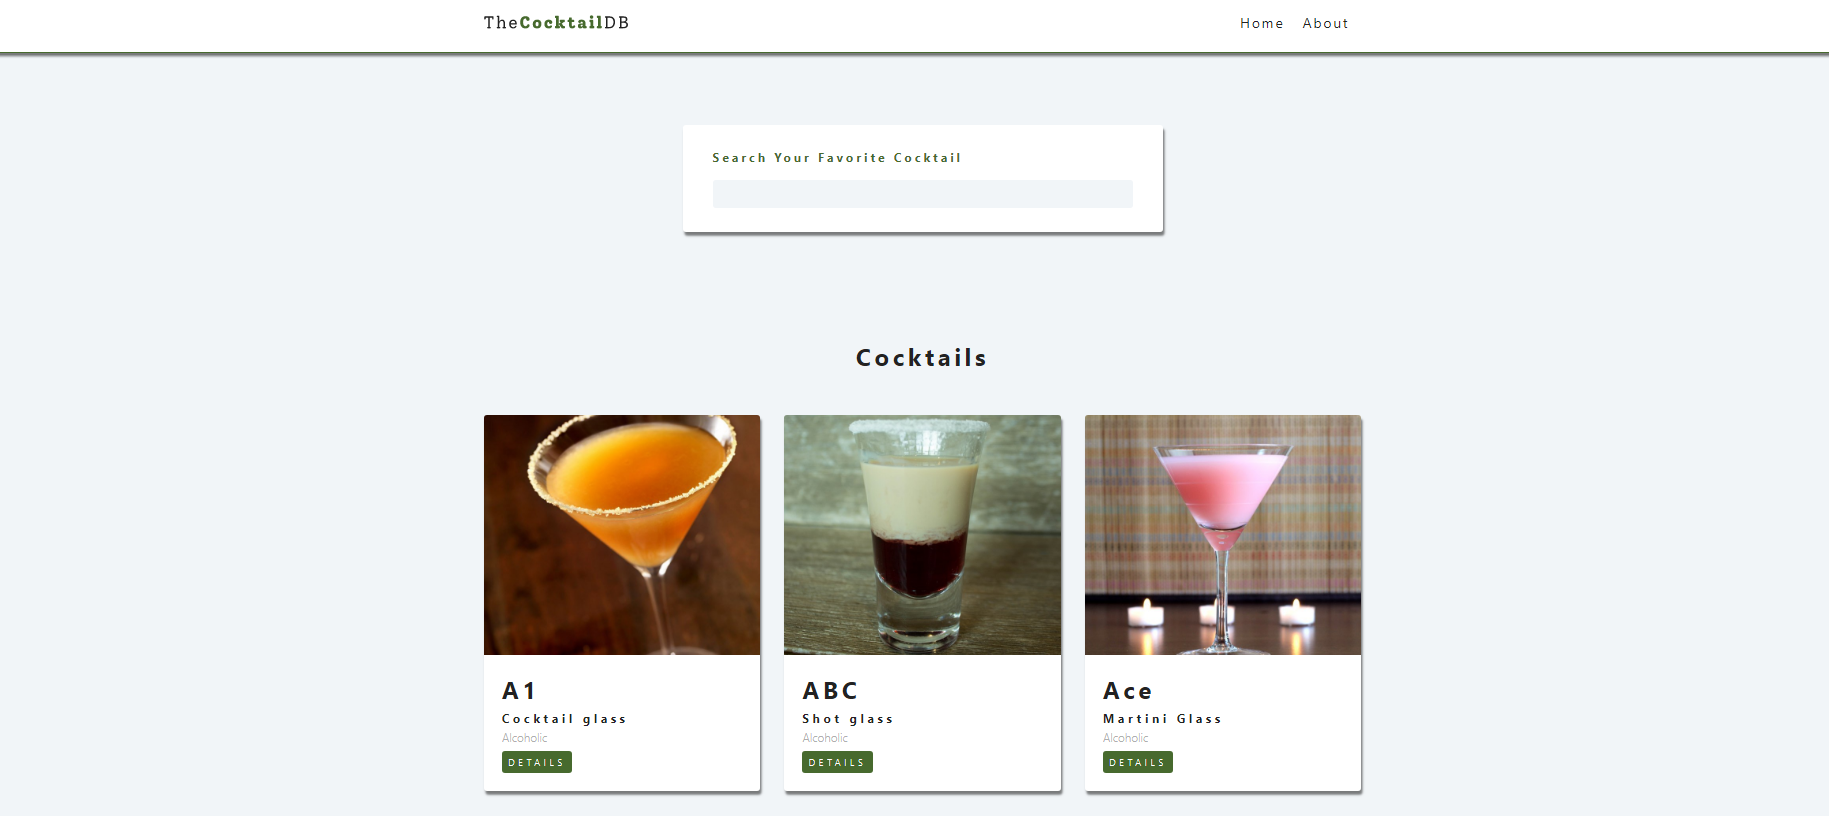 TheCocktailDB
Home About
Search Your Favorite Cocktail
Cocktails
A1
Cocktail glass
Alcoholic
DETAILS
ABC
Shot glass
Alcoholic
DETAILS
Ace
Martini Glass
Alcoholic
DETAILS